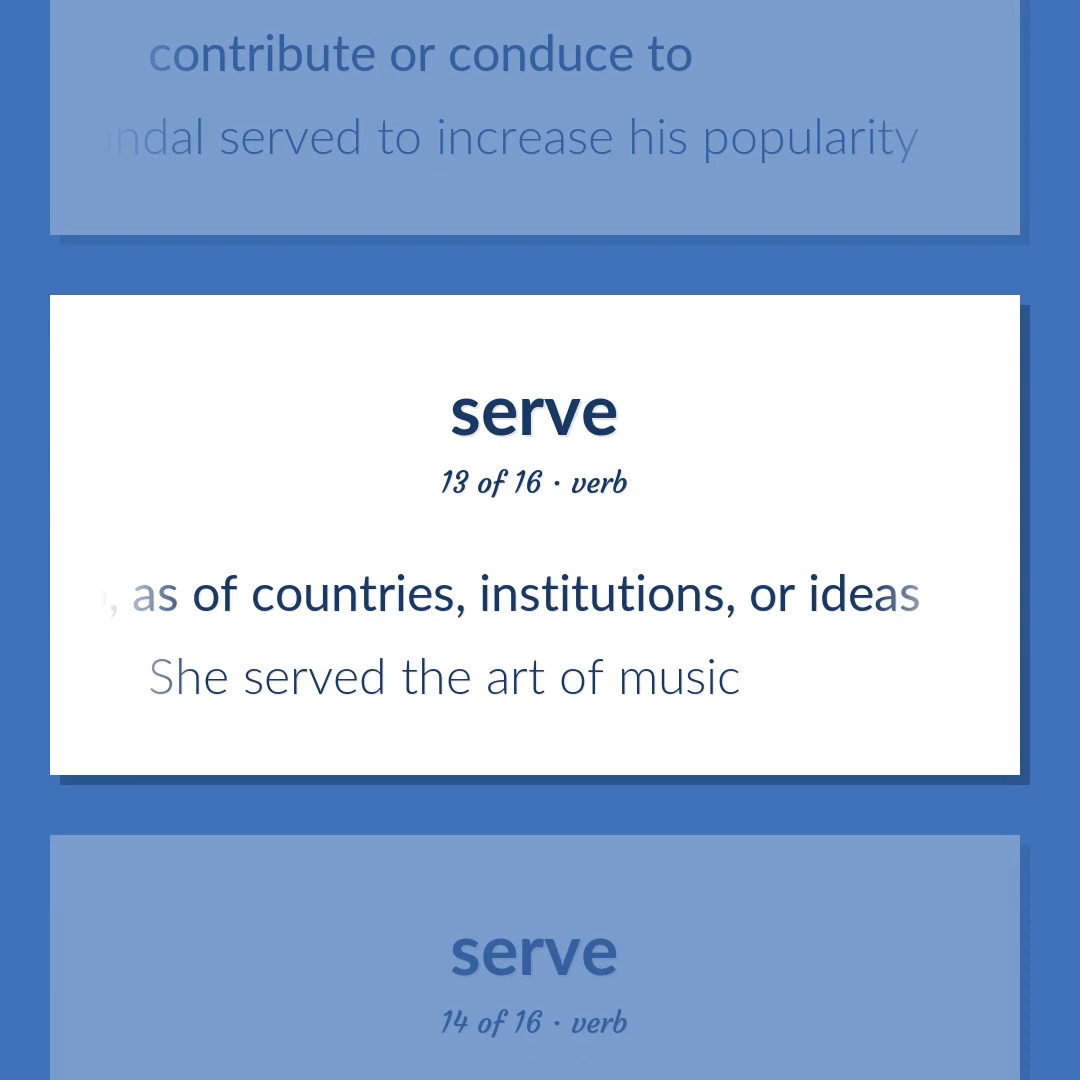 contribute or conduce to
served to increase his popularity
serve
13 of 16 · verb
, as of countries, institutions, or ideas
She served the art of music
serve
14 of 16 · verb